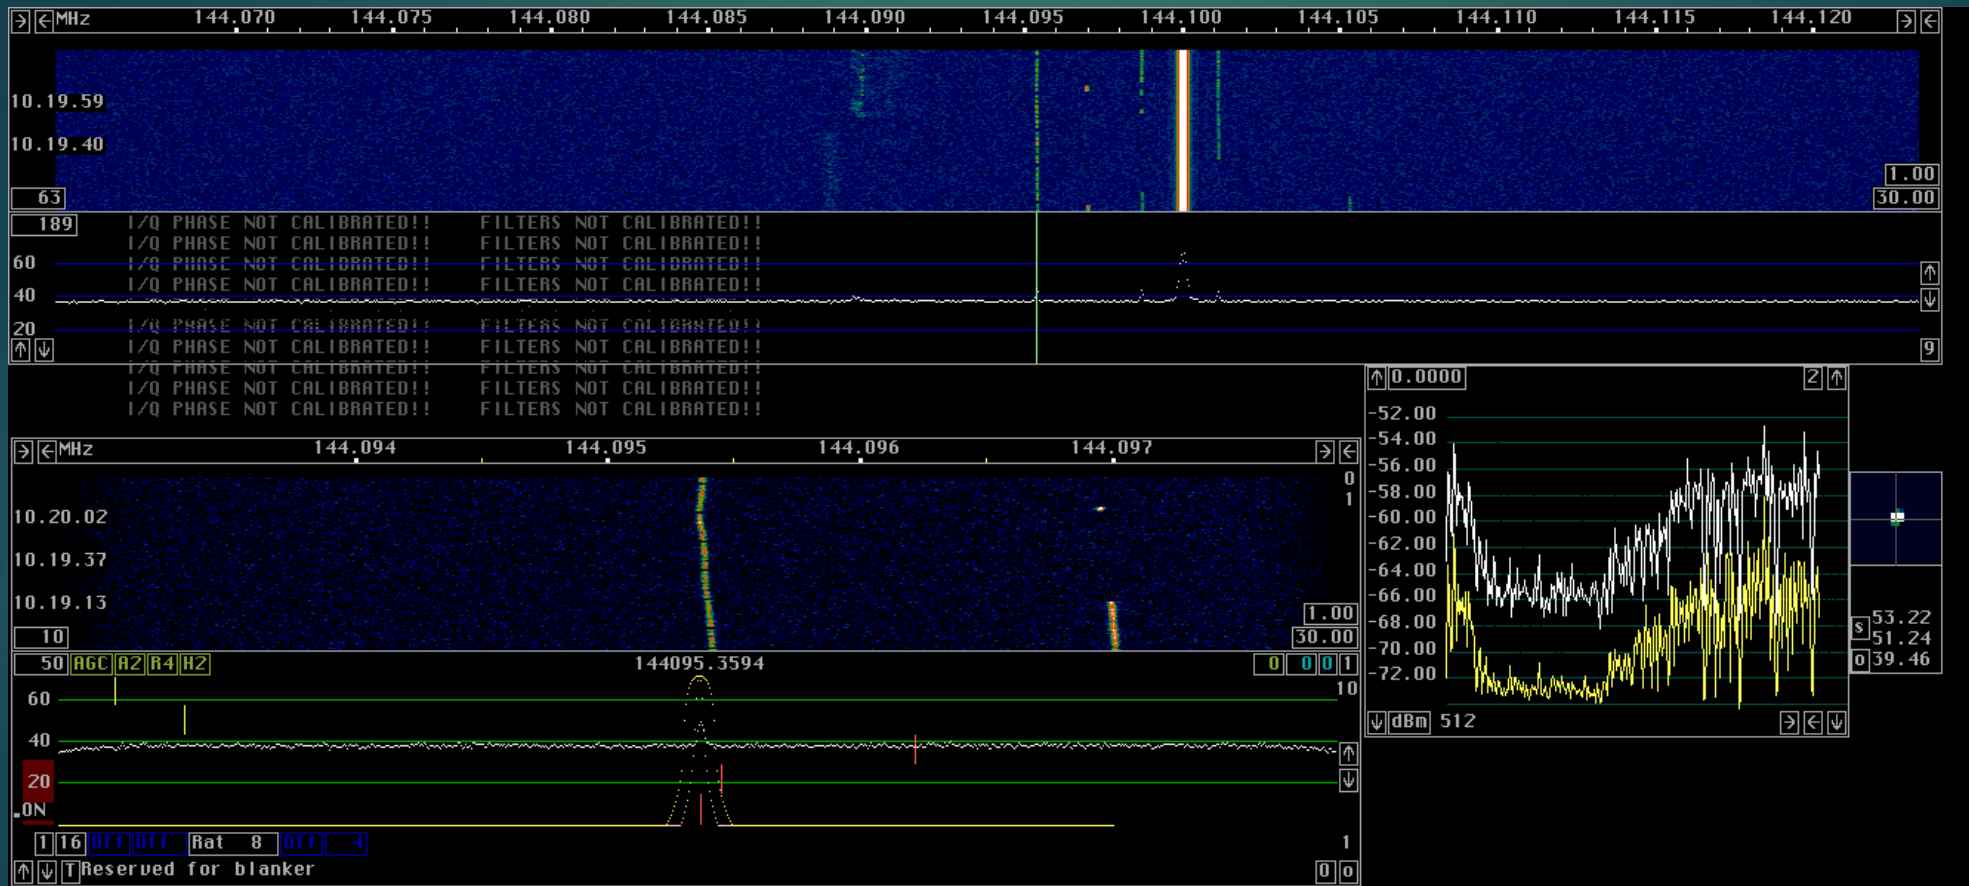 MHz 144.070 144.075 144.080 144.085 144.090 144.095 144.100 144.105 144.110 144.115 144.120
10.19.59
10.19.40
1.00
63 30.00
189 I/Q PHASE NOT CALIBRATED!! FILTERS NOT CALIBRATED!!
I/Q PHASE NOT CALIBRATED!! FILTERS NOT CALIBRATED!!
60 I/Q PHASE NOT CALIBRATED!! FILTERS NOT CALIBRATED!!
I/Q PHASE NOT CALIBRATED!! FILTERS NOT CALIBRATED!!
40
20 I/Q PHASE NOT CALIBRATED!! FILTERS NOT CALIBRATED!!
I/Q PHASE NOT CALIBRATED!! FILTERS NOT CALIBRATED!! 9
I/Q PHASE NOT CALIBRATED!! FILTERS NOT CALIBRATED!!
I/Q PHASE NOT CALIBRATED!! FILTERS NOT CALIBRATED!!
I/Q PHASE NOT CALIBRATED!! FILTERS NOT CALIBRATED!!
MHz 144.094 144.095 144.096 144.097
0
1
10.20.02
10.19.37
10.19.13
1.00
10 30.00
50 AGC A2 R4 H2 144095.3594 0 0 0 1
10
60
40
20
.0N
1 16 Off Off Rat 8 Off 4 1
T Reserved for blanker 0 o
0.0000 2
-52.00
-54.00
-56.00
-58.00
-60.00
-62.00
-64.00
-66.00
-68.00
-70.00
-72.00
dBm 512
53.22
s 51.24
o 39.46